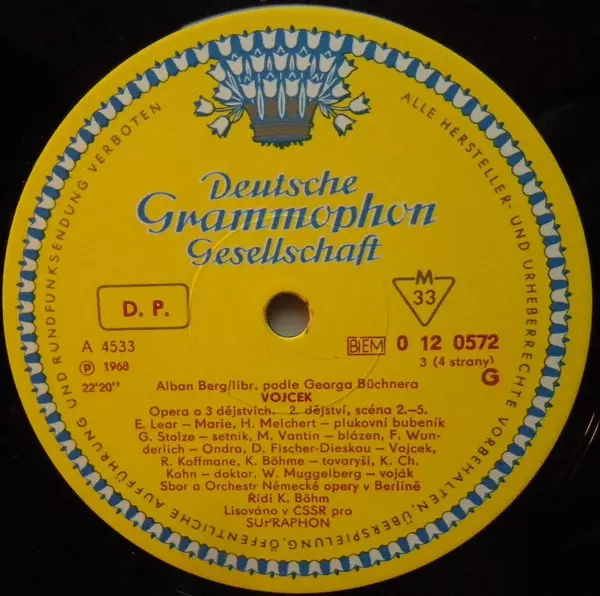 Deutsche
Grammophon
Gesellschaft
D. P.
M
33
A 4533
Ⓟ 1968
22'20"
BIEM 0 12 0572
3 (4 strany)
G
Alban Berg/libr. podle Georga Büchnera
VOJCEK
Opera o 3 dějstvích. 2. dějství, scéna 2.–5.
E. Lear – Marie, H. Melchert – plukovní bubeník
G. Stolze – setník, M. Vantin – blázen, F. Wun-
derlich – Ondra, D. Fischer-Dieskau – Vojcek,
R. Koffmane, K. Böhme – tovaryši, K. Ch.
Kohn – doktor, W. Muggelberg – voják
Sbor a Orchestr Německé opery v Berlíně
Řídí K. Böhm
Lisováno v ČSSR pro
SUPRAPHON
ALLE HERSTELLER- UND URHEBERRECHTE VORBEHALTEN, ÜBERSPIELUNG, ÖFFENTLICHE AUFFÜHRUNG UND RUNDFUNKSENDUNG VERBOTEN